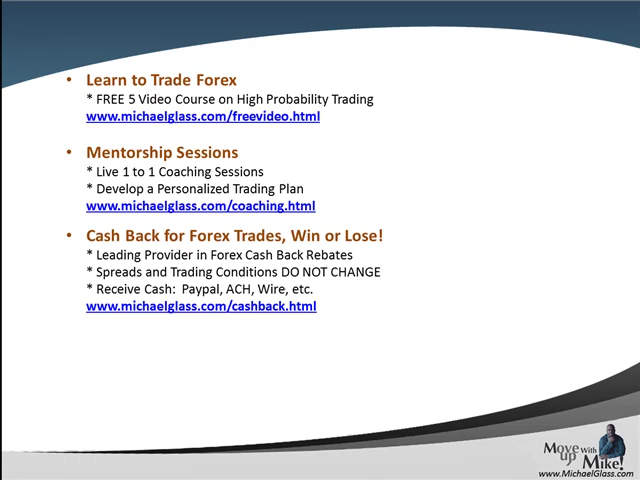 • Learn to Trade Forex
* FREE 5 Video Course on High Probability Trading
www.michaelglass.com/freevideo.html
• Mentorship Sessions
* Live 1 to 1 Coaching Sessions
* Develop a Personalized Trading Plan
www.michaelglass.com/coaching.html
• Cash Back for Forex Trades, Win or Lose!
* Leading Provider in Forex Cash Back Rebates
* Spreads and Trading Conditions DO NOT CHANGE
* Receive Cash: Paypal, ACH, Wire, etc.
www.michaelglass.com/cashback.html
Move up With Mike!
www.MichaelGlass.com